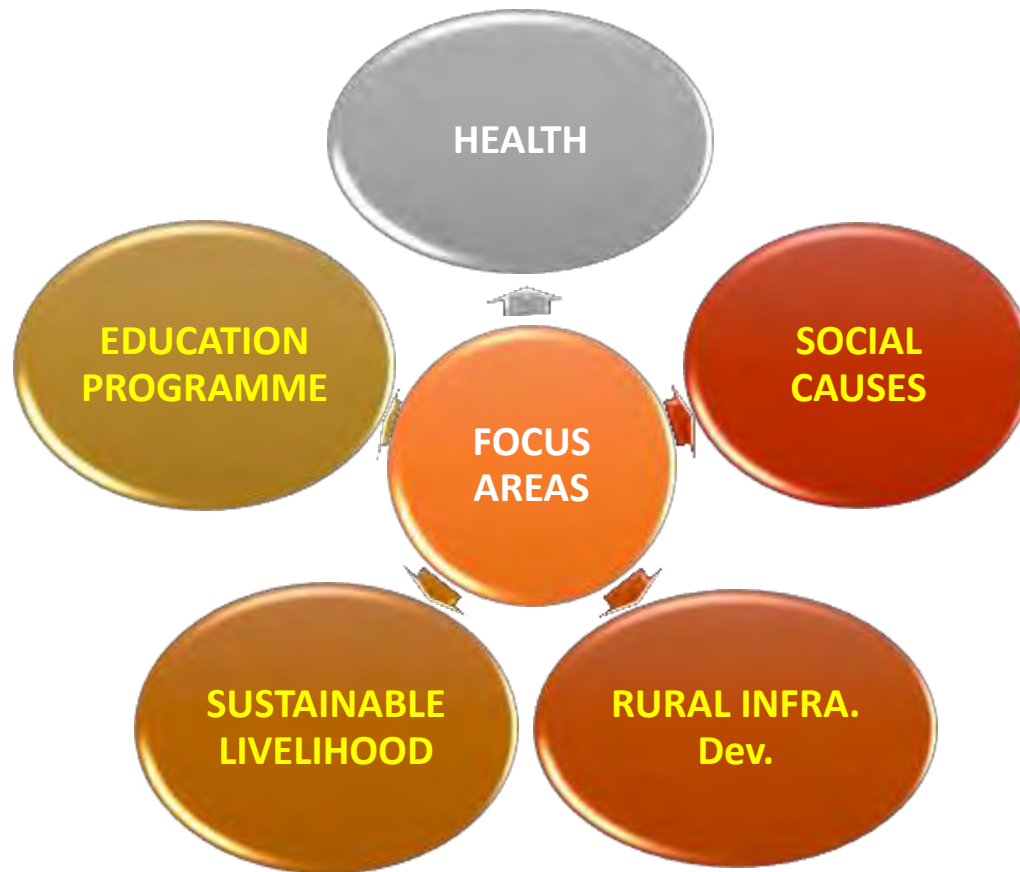 HEALTH
EDUCATION
PROGRAMME
SOCIAL
CAUSES
FOCUS
AREAS
SUSTAINABLE
LIVELIHOOD
RURAL INFRA.
Dev.